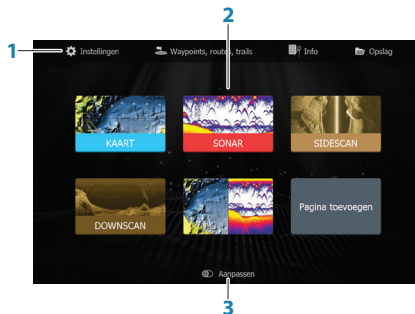 2
1
Instellingen
Waypoints, routes, trails
Info
Opslag
KAART
SONAR
SIDESCAN
DOWNSCAN
Pagina toevoegen
Aanpassen
3